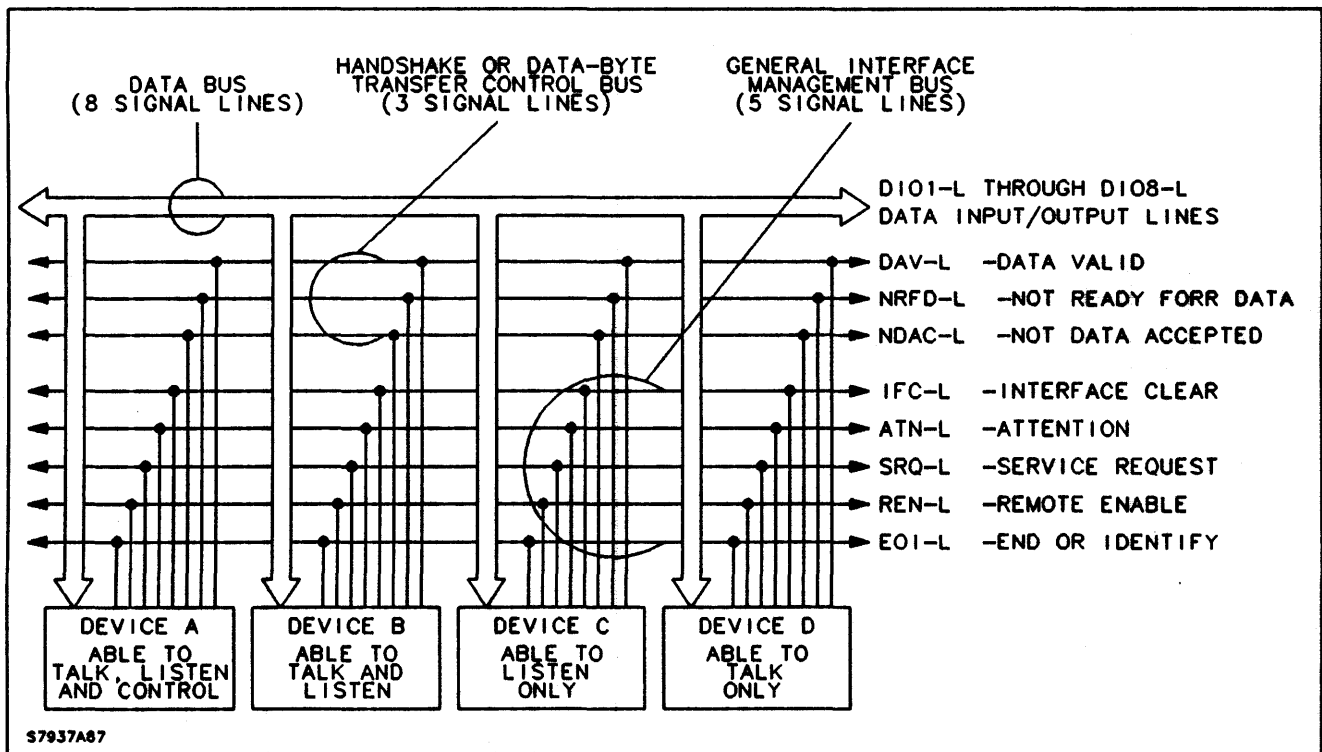 DATA BUS
(8 SIGNAL LINES)
HANDSHAKE OR DATA-BYTE
TRANSFER CONTROL BUS
(3 SIGNAL LINES)
GENERAL INTERFACE
MANAGEMENT BUS
(5 SIGNAL LINES)
DIO1-L THROUGH DIO8-L
DATA INPUT/OUTPUT LINES
DAV-L -DATA VALID
NRFD-L -NOT READY FORR DATA
NDAC-L -NOT DATA ACCEPTED
IFC-L -INTERFACE CLEAR
ATN-L -ATTENTION
SRQ-L -SERVICE REQUEST
REN-L -REMOTE ENABLE
EOI-L -END OR IDENTIFY
DEVICE A
ABLE TO
TALK, LISTEN
AND CONTROL
DEVICE B
ABLE TO
TALK AND
LISTEN
DEVICE C
ABLE TO
LISTEN
ONLY
DEVICE D
ABLE TO
TALK
ONLY
S7937A87